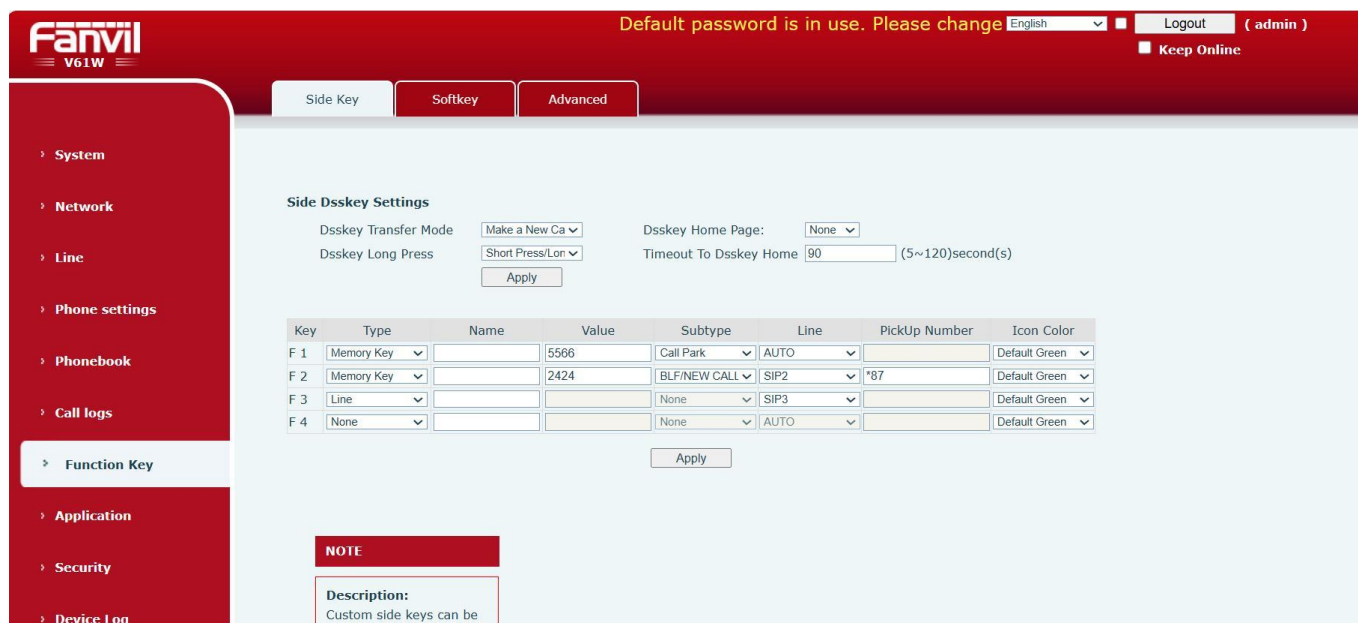 Fanvil
V61W
Default password is in use. Please change English Logout ( admin )
Keep Online
Side Key Softkey Advanced
System
Network
Line
Phone settings
Phonebook
Call logs
Function Key
Application
Security
Device Log
Side Dsskey Settings
Dsskey Transfer Mode Make a New Ca Dsskey Home Page: None
Dsskey Long Press Short Press/Lon Timeout To Dsskey Home 90 (5~120)second(s)
Apply
Key Type Name Value Subtype Line PickUp Number Icon Color
F 1 Memory Key 5566 Call Park AUTO Default Green
F 2 Memory Key 2424 BLF/NEW CALL SIP2 *87 Default Green
F 3 Line None SIP3 Default Green
F 4 None None AUTO Default Green
Apply
NOTE
Description:
Custom side keys can be